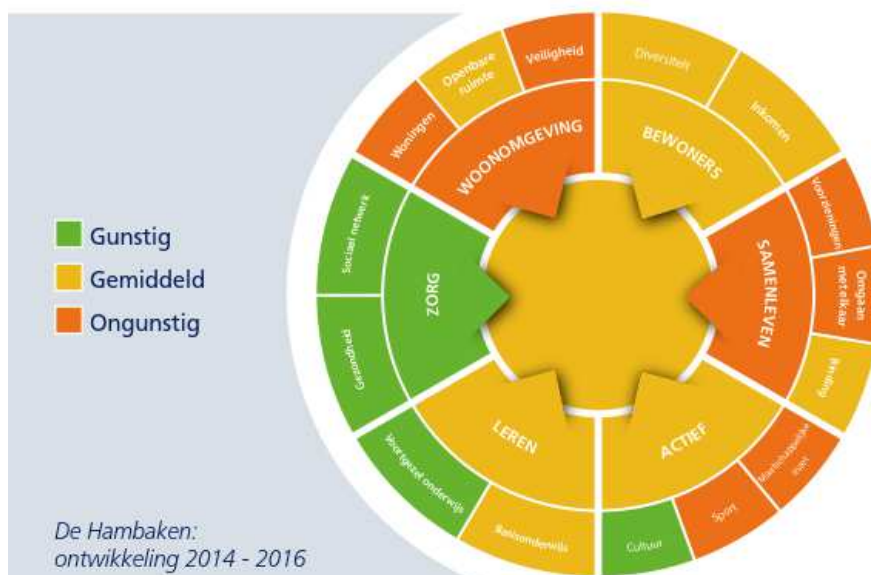 Gunstig
Gemiddeld
Ongunstig
De Hambaken:
ontwikkeling 2014 - 2016
WOONOMGEVING
Woningen
Openbare
ruimte
Veiligheid
BEWONERS
Diversiteit
Inkomen
SAMENLEVEN
Voorzieningen
Omgaan
met elkaar
Binding
ACTIEF
Maatschappelijke
inzet
Sport
Cultuur
LEREN
Basisonderwijs
Voortgezet onderwijs
ZORG
Gezondheid
Sociaal netwerk